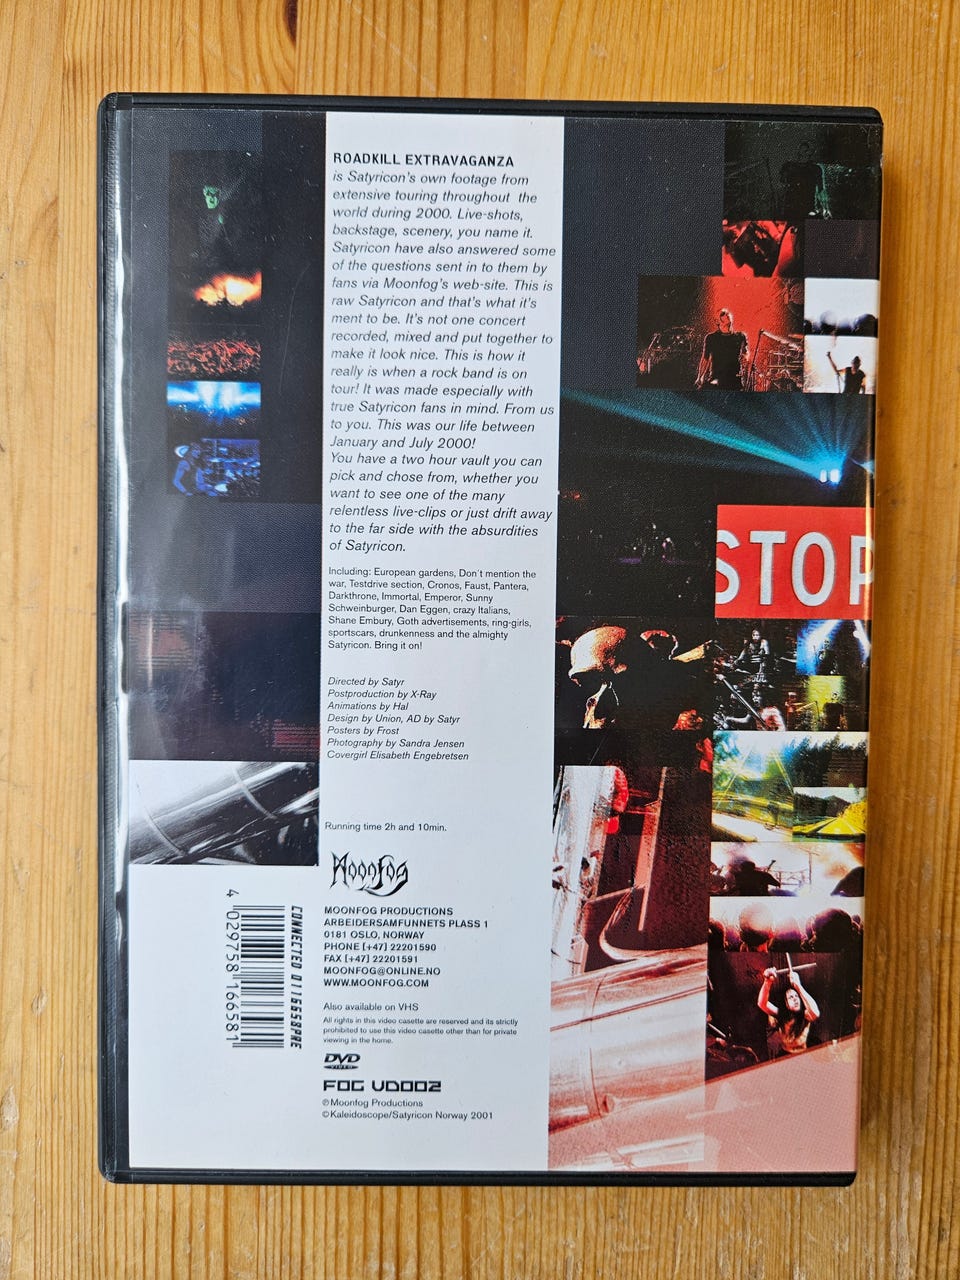 ROADKILL EXTRAVAGANZA
is Satyricon's own footage from
extensive touring throughout the
world during 2000. Live-shots,
backstage, scenery, you name it.
Satyricon have also answered some
of the questions sent in to them by
fans via Moonfog's web-site. This is
raw Satyricon and that's what it's
ment to be. It's not one concert
recorded, mixed and put together to
make it look nice. This is how it
really is when a rock band is on
tour! It was made especially with
true Satyricon fans in mind. From us
to you. This was our life between
January and July 2000!
You have a two hour vault you can
pick and chose from, whether you
want to see one of the many
relentless live-clips or just drift away
to the far side with the absurdities
of Satyricon.
Including: European gardens, Don't mention the
war, Testdrive section, Cronos, Faust, Pantera,
Darkthrone, Immortal, Emperor, Sunny
Schweinburger, Dan Eggen, crazy Italians,
Shane Embury, Goth advertisements, ring-girls,
sportscars, drunkenness and the almighty
Satyricon. Bring it on!
Directed by Satyr
Postproduction by X-Ray
Animations by Hal
Design by Union, AD by Satyr
Posters by Frost
Photography by Sandra Jensen
Covergirl Elisabeth Engebretsen
Running time 2h and 10min.
Moonfog
MOONFOG PRODUCTIONS
ARBEIDERSAMFUNNETS PLASS 1
0181 OSLO, NORWAY
PHONE [+47] 22201590
FAX [+47] 22201591
MOONFOG@ONLINE.NO
WWW.MOONFOG.COM
Also available on VHS
All rights in this video casette are reserved and its strictly
prohibited to use this video casette other than for private
viewing in the home.
DVD
VIDEO
FOG VD002
℗Moonfog Productions
©Kaleidoscope/Satyricon Norway 2001
4 029758 166581
CONNECTED 0116658PRE
STOP